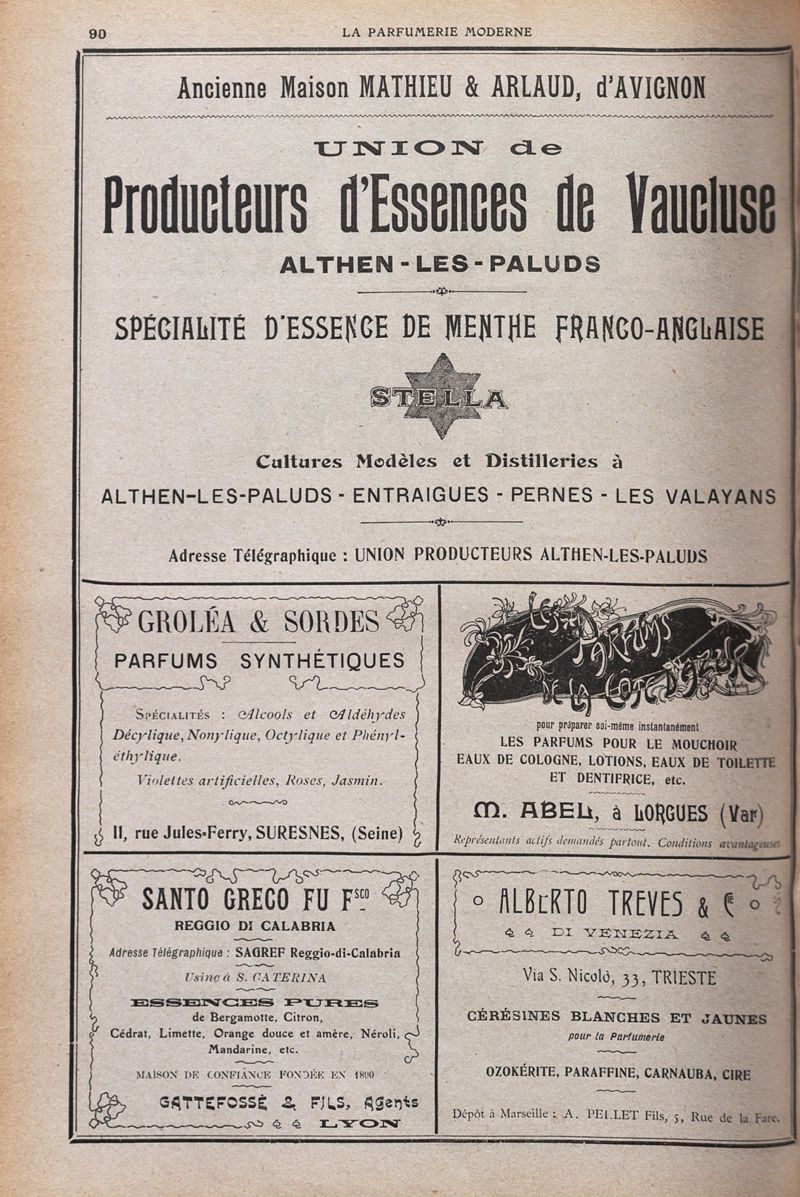 90
LA PARFUMERIE MODERNE
Ancienne Maison MATHIEU & ARLAUD, d'AVIGNON
UNION de
Producteurs d'Essences de Vaucluse
ALTHEN-LES-PALUDS
SPÉCIALITÉ D'ESSENCE DE MENTHE FRANCO-ANGLAISE
STELLA
Cultures Modèles et Distilleries à
ALTHEN-LES-PALUDS - ENTRAIGUES - PERNES - LES VALAYANS
Adresse Télégraphique : UNION PRODUCTEURS ALTHEN-LES-PALUDS
GROLÉA & SORDES
PARFUMS SYNTHÉTIQUES
SPÉCIALITÉS : Alcools et Aldéhydes
Décylique, Nonylique, Octylique et Phényl-
éthylique.
Violettes artificielles, Roses, Jasmin.
11, rue Jules-Ferry, SURESNES, (Seine)
LES PARFUMS
DE LA COTE D'AZUR
pour préparer soi-même instantanément
LES PARFUMS POUR LE MOUCHOIR
EAUX DE COLOGNE, LOTIONS, EAUX DE TOILETTE
ET DENTIFRICE, etc.
M. ABEL, à LORGUES (Var)
Représentants actifs demandés partout. Conditions avantageuses
SANTO GRECO FU Fsco
REGGIO DI CALABRIA
Adresse Télégraphique : SAGREF Reggio-di-Calabria
Usine à S. CATERINA
ESSENCES PURES
de Bergamotte, Citron,
Cédrat, Limette, Orange douce et amère, Néroli,
Mandarine, etc.
MAISON DE CONFIANCE FONDÉE EN 1890
GATTEFOSSÉ & FILS, Agents
LYON
ALBERTO TREVES & Cie
DI VENEZIA
Via S. Nicolò, 33, TRIESTE
CÉRÉSINES BLANCHES ET JAUNES
pour la Parfumerie
OZOKÉRITE, PARAFFINE, CARNAUBA, CIRE
Dépôt à Marseille : A. PELLET Fils, 5, Rue de la Fare.